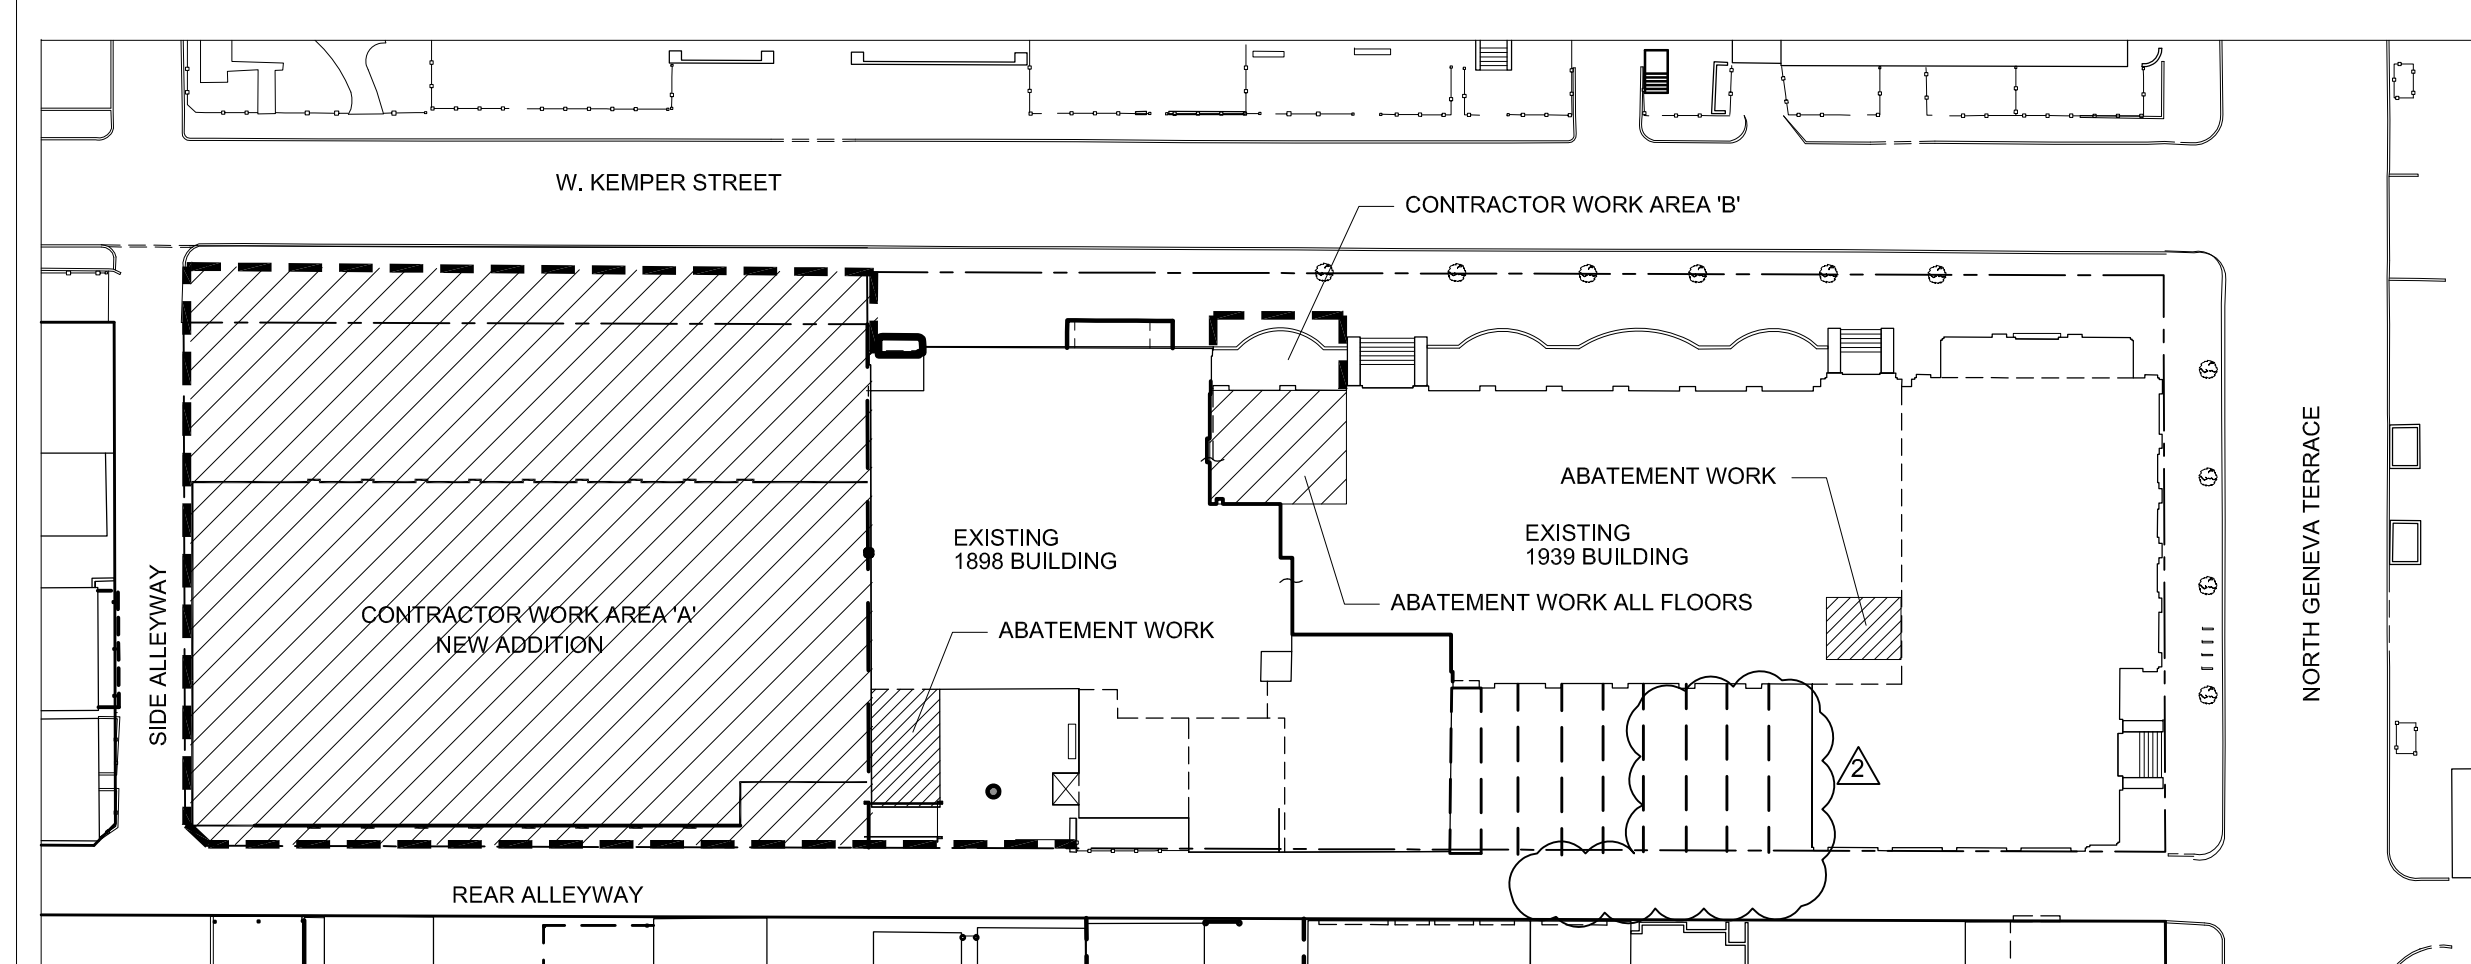 W. KEMPER STREET
CONTRACTOR WORK AREA 'B'
ABATEMENT WORK
EXISTING
1898 BUILDING
EXISTING
1939 BUILDING
NORTH GENEVA TERRACE
SIDE ALLEYWAY
CONTRACTOR WORK AREA 'A'
NEW ADDITION
ABATEMENT WORK ALL FLOORS
ABATEMENT WORK
2
REAR ALLEYWAY